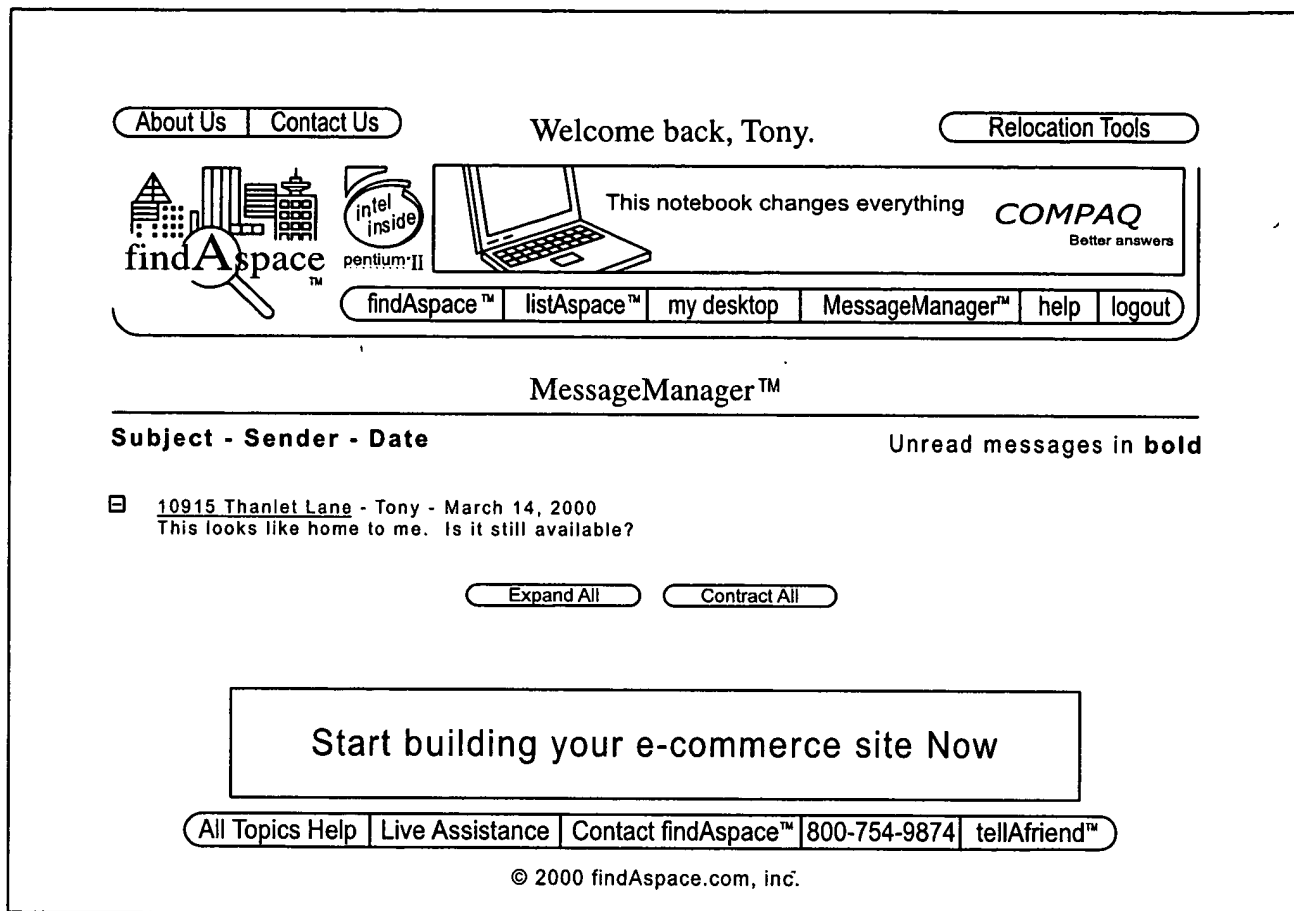 About Us Contact Us Welcome back, Tony. Relocation Tools
intel
inside
pentium II
This notebook changes everything
COMPAQ
Better answers
findAspace™
findAspace™ listAspace™ my desktop MessageManager™ help logout
MessageManager™
Subject - Sender - Date Unread messages in bold
10915 Thanlet Lane - Tony - March 14, 2000
This looks like home to me. Is it still available?
Expand All Contract All
Start building your e-commerce site Now
All Topics Help Live Assistance Contact findAspace™ 800-754-9874 tellAfriend™
© 2000 findAspace.com, inc.